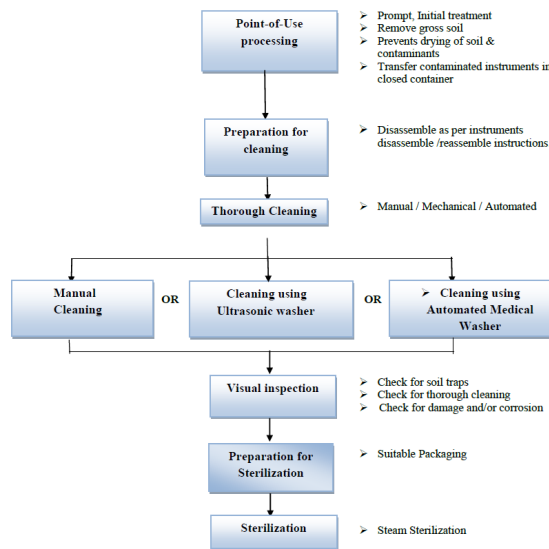 Point-of-Use
processing
➢ Prompt, Initial treatment
➢ Remove gross soil
➢ Prevents drying of soil &
contaminants
➢ Transfer contaminated instruments in
closed container
Preparation for
cleaning
➢ Disassemble as per instruments
disassemble /reassemble instructions
Thorough Cleaning
➢ Manual / Mechanical / Automated
Manual
Cleaning
OR
Cleaning using
Ultrasonic washer
OR
➢ Cleaning using
Automated Medical
Washer
Visual inspection
➢ Check for soil traps
➢ Check for thorough cleaning
➢ Check for damage and/or corrosion
Preparation for
Sterilization
➢ Suitable Packaging
Sterilization
➢ Steam Sterilization